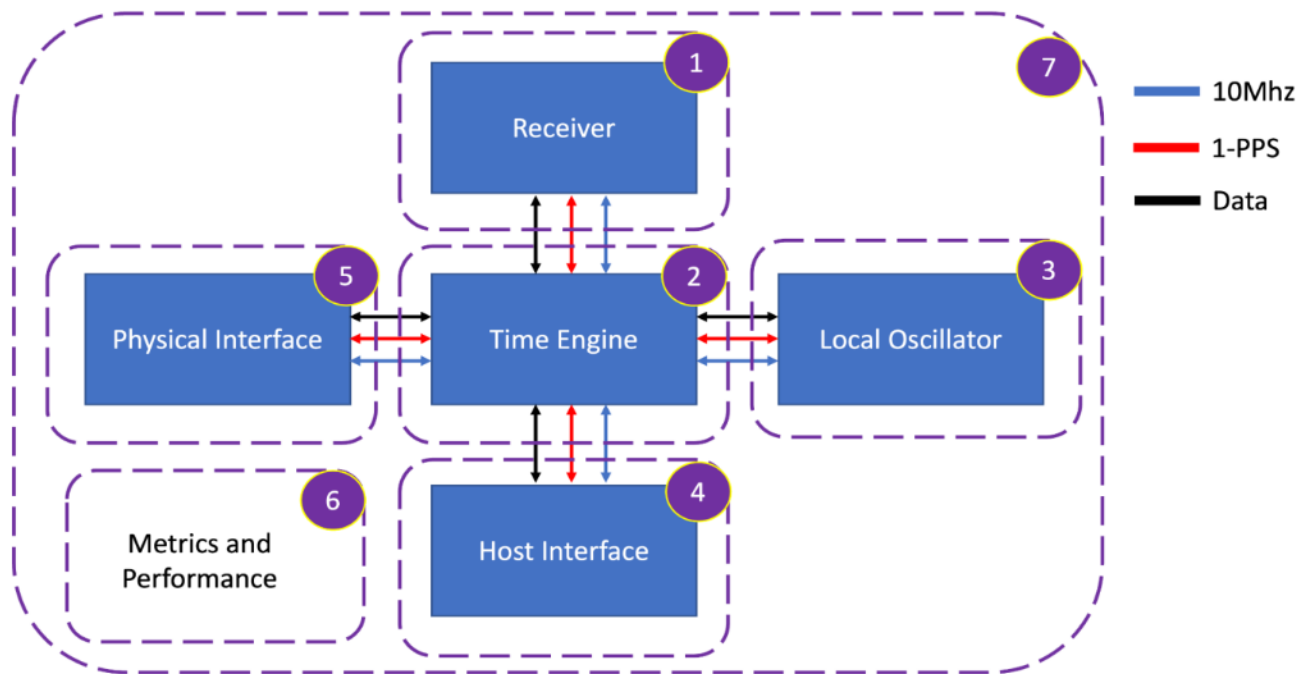 1
7
10Mhz
Receiver
1-PPS
Data
5
2
3
Physical Interface
Time Engine
Local Oscillator
6
4
Metrics and
Performance
Host Interface